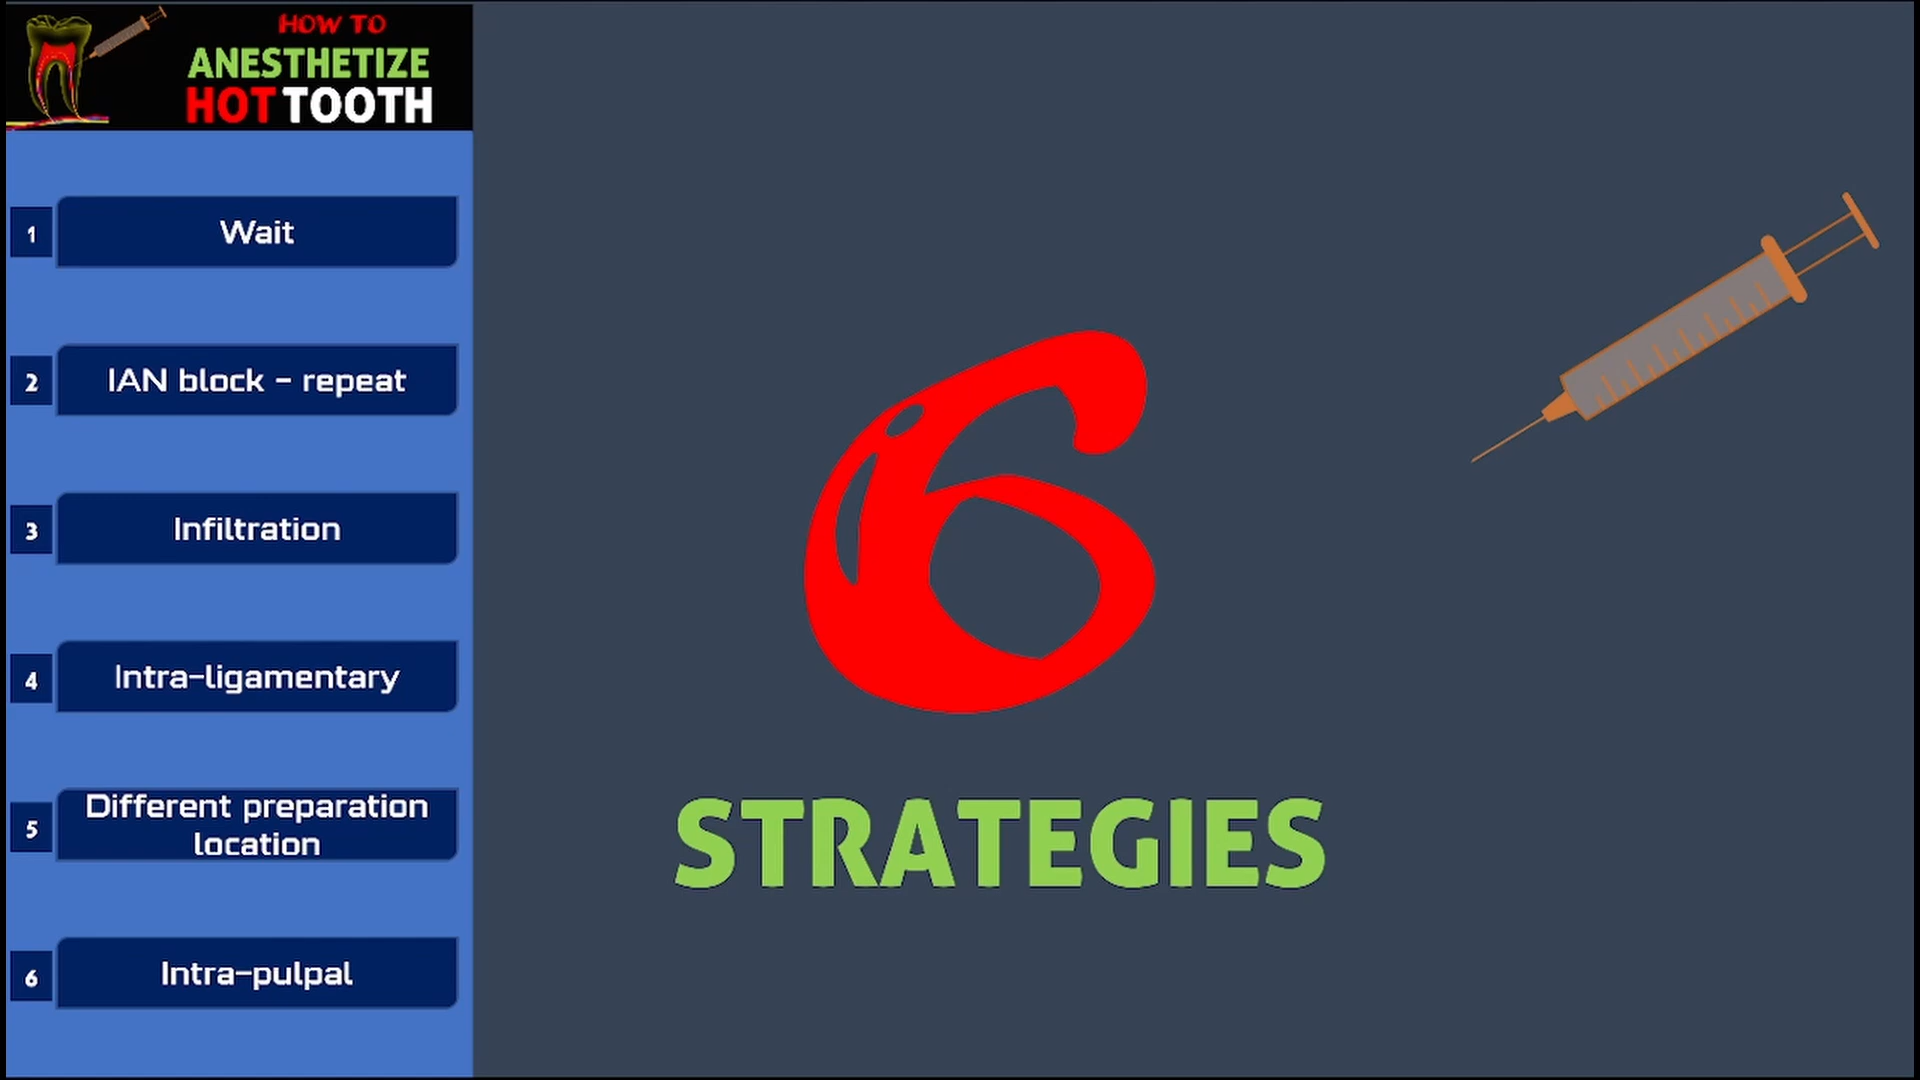 HOW TO
ANESTHETIZE
HOT TOOTH
1 Wait
2 IAN block - repeat
3 Infiltration
4 Intra-ligamentary
5 Different preparation
location
6 Intra-pulpal
6
STRATEGIES